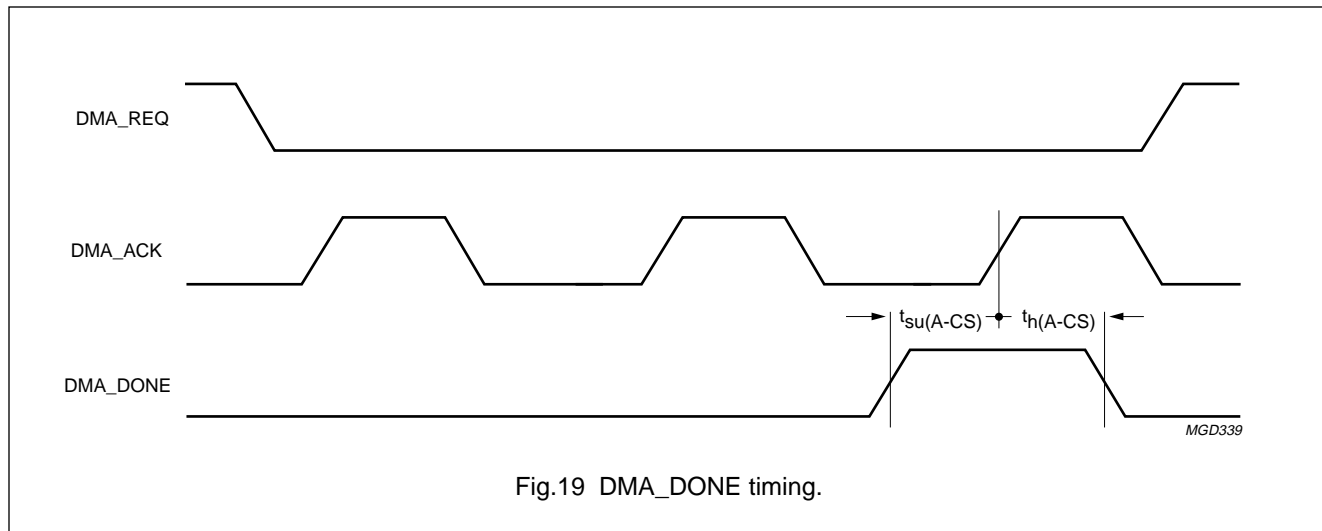 DMA_REQ
DMA_ACK
tsu(A-CS) th(A-CS)
DMA_DONE
MGD339
Fig.19 DMA_DONE timing.